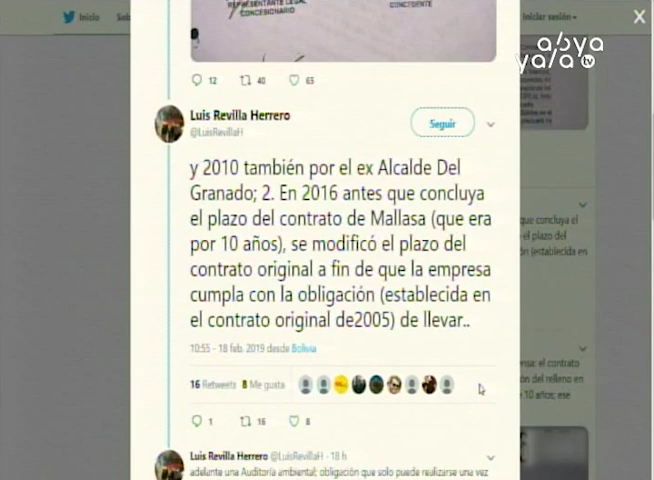 Inicio
Iniciar sesión
abya
yala tv
REPRESENTANTE LEGAL
CONCESIONARIO
CONCEDENTE
12 40 63
Luis Revilla Herrero
@LuisRevillaH
Seguir
y 2010 también por el ex Alcalde Del
Granado; 2. En 2016 antes que concluya
el plazo del contrato de Mallasa (que era
por 10 años), se modificó el plazo del
contrato original a fin de que la empresa
cumpla con la obligación (establecida en
el contrato original de2005) de llevar..
10:55 - 18 feb. 2019 desde Bolivia
16 Retweets 8 Me gusta
1 16 8
Luis Revilla Herrero @LuisRevillaH - 18 h
adelante una Auditoría ambiental; obligación que solo puede realizarse una vez
que concluya el
el plazo del
ón (establecida en
el contrato
ón del relleno en
10 años; ese